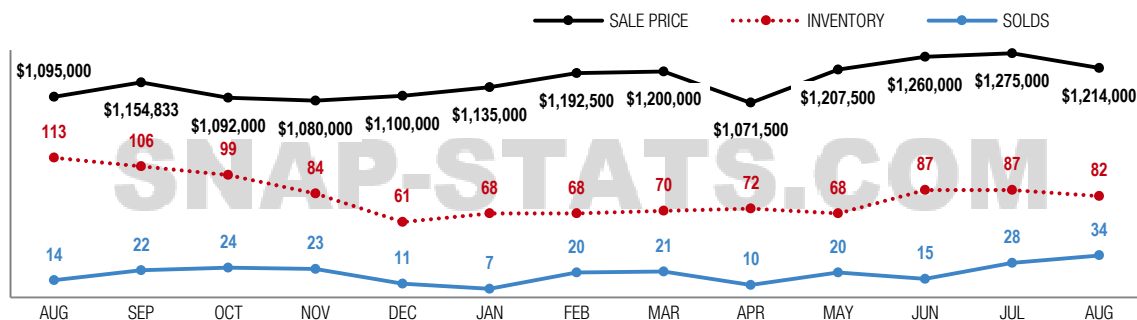 SALE PRICE INVENTORY SOLDS
$1,095,000 $1,154,833 $1,092,000 $1,080,000 $1,100,000 $1,135,000 $1,192,500 $1,200,000 $1,071,500 $1,207,500 $1,260,000 $1,275,000 $1,214,000
113 106 99 84 61 68 68 70 72 68 87 87 82
SNAP-STATS.COM
14 22 24 23 11 7 20 21 10 20 15 28 34
AUG SEP OCT NOV DEC JAN FEB MAR APR MAY JUN JUL AUG